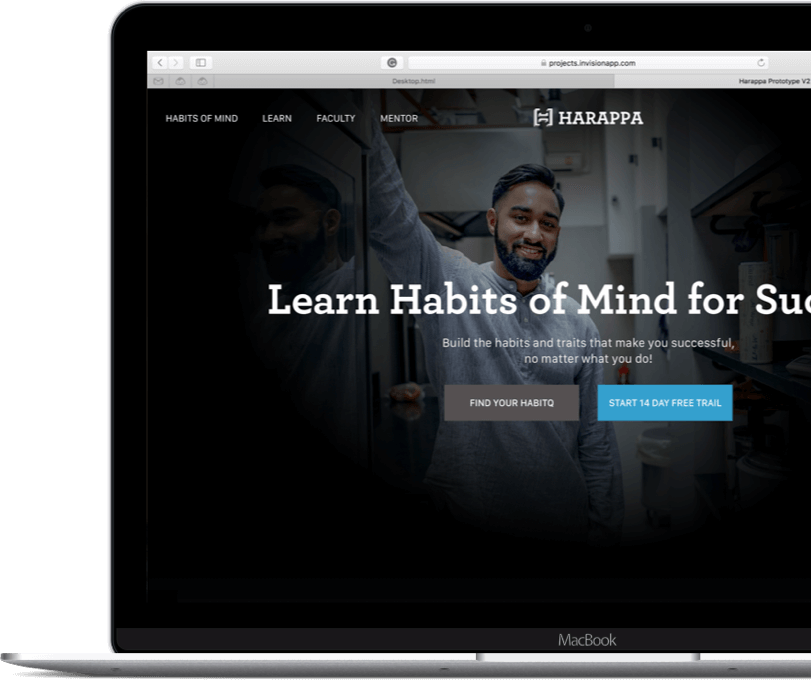 projects.invisionapp.com
Desktop.html
Harappa Prototype V2
HABITS OF MIND LEARN FACULTY MENTOR HARAPPA
Learn Habits of Mind for Suc
Build the habits and traits that make you successful,
no matter what you do!
FIND YOUR HABITQ START 14 DAY FREE TRAIL
MacBook